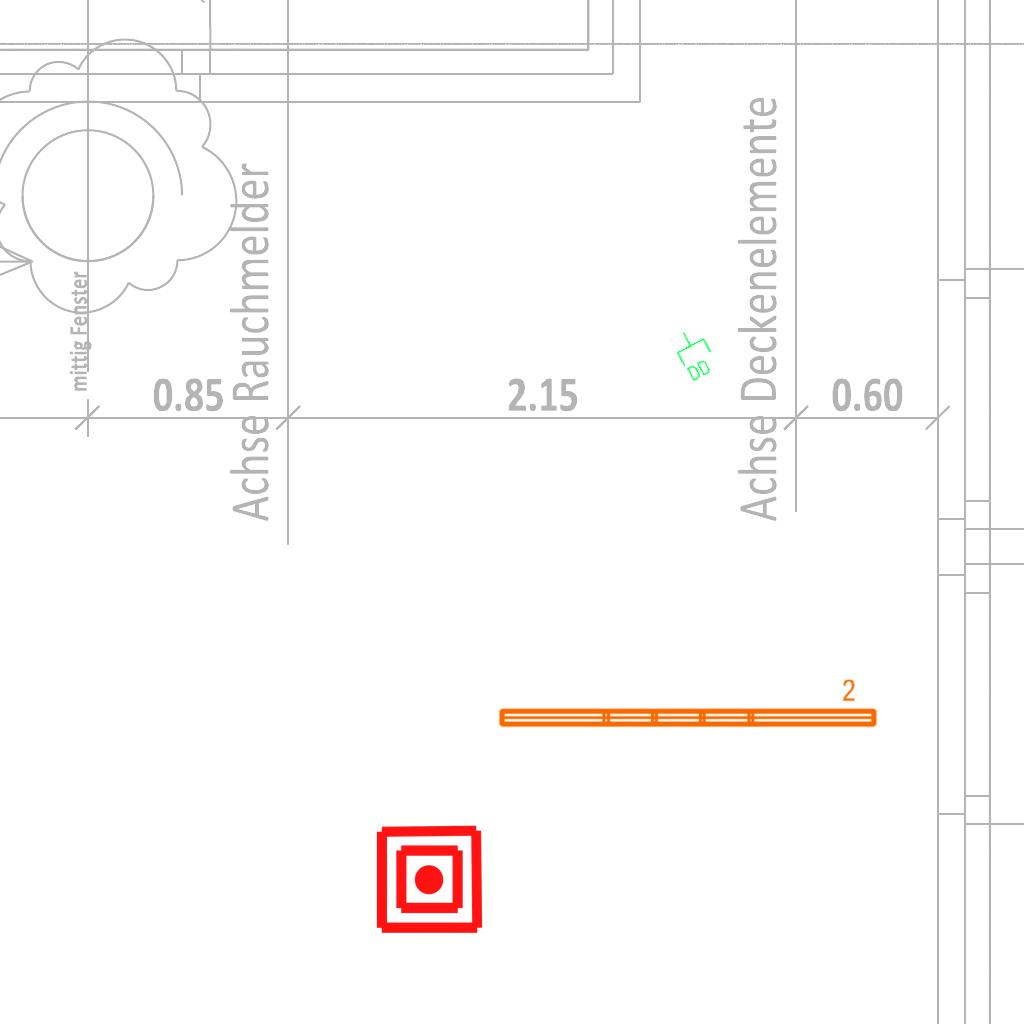 mittig Fenster
Achse Rauchmelder
Achse Deckenelemente
0.85
2.15
0.60
DD
2